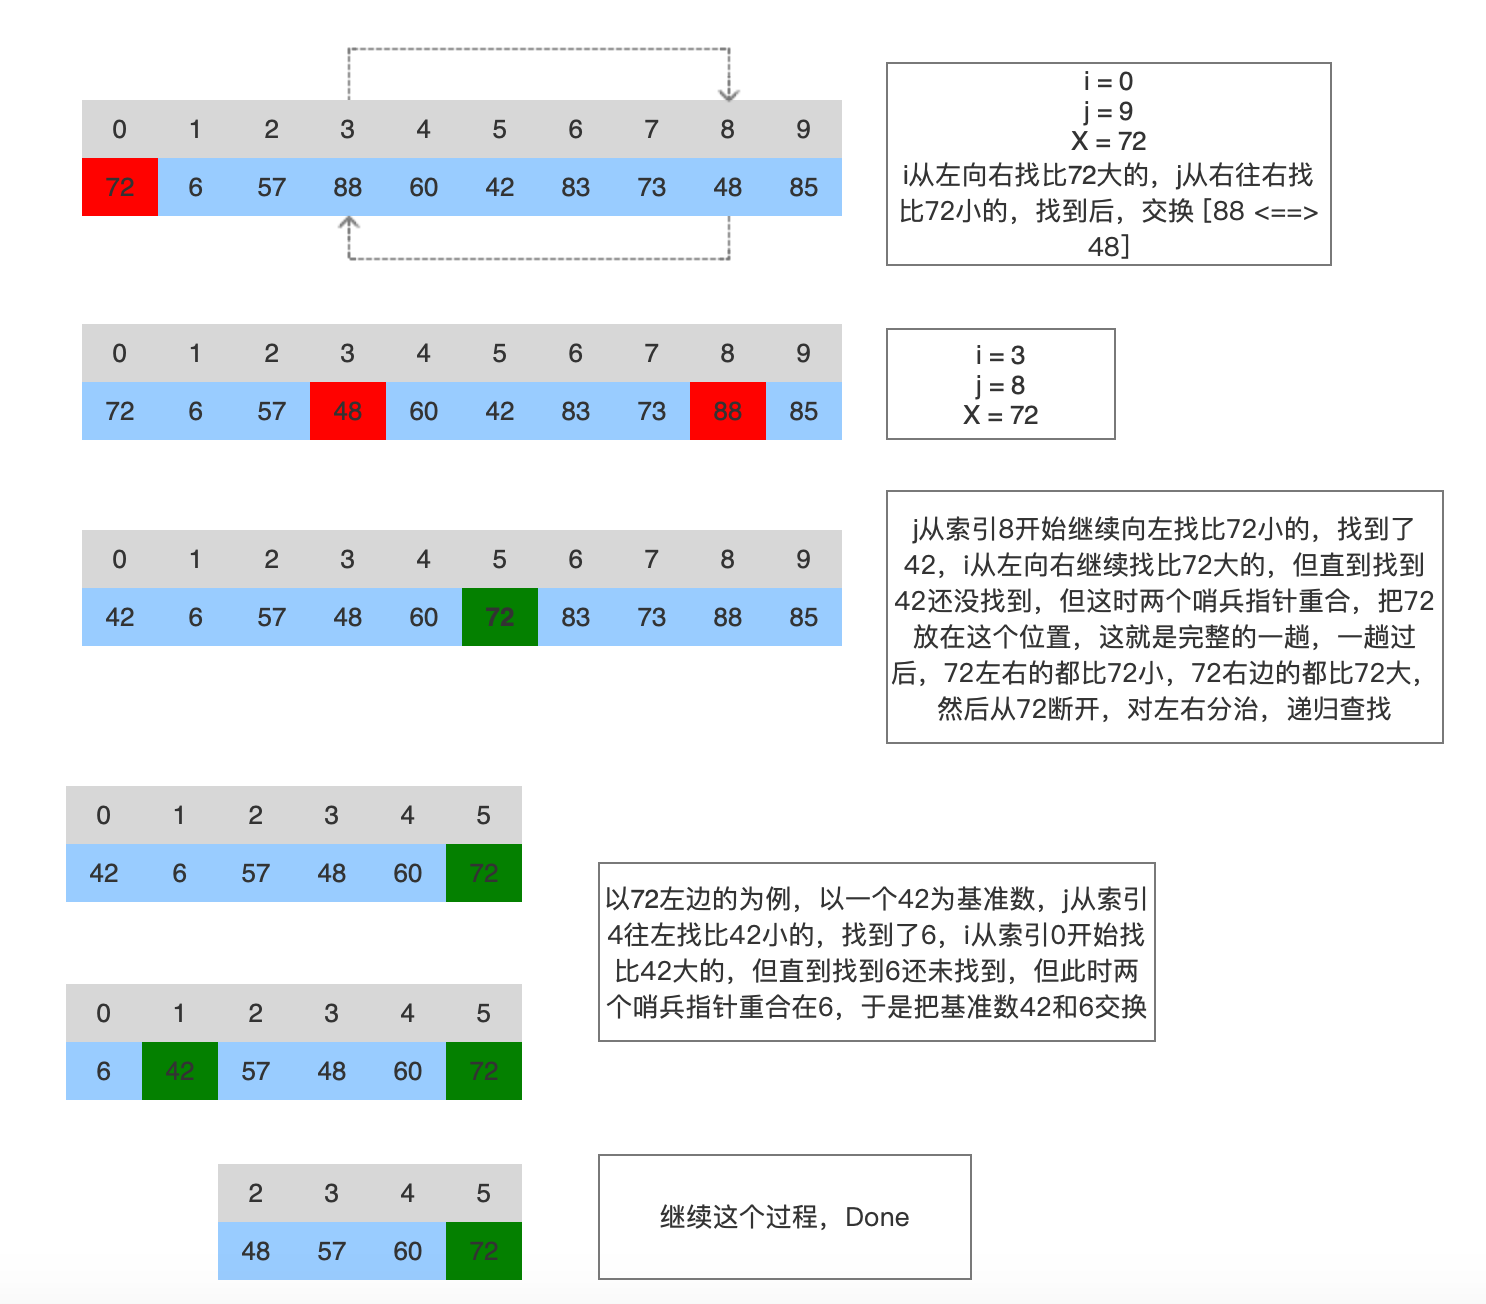 0 1 2 3 4 5 6 7 8 9
72 6 57 88 60 42 83 73 48 85
i = 0
j = 9
X = 72
i从左向右找比72大的，j从右往右找
比72小的，找到后，交换 [88 <==>
48]
0 1 2 3 4 5 6 7 8 9
72 6 57 48 60 42 83 73 88 85
i = 3
j = 8
X = 72
0 1 2 3 4 5 6 7 8 9
42 6 57 48 60 72 83 73 88 85
j从索引8开始继续向左找比72小的，找到了
42，i从左向右继续找比72大的，但直到找到
42还没找到，但这时两个哨兵指针重合，把72
放在这个位置，这就是完整的一趟，一趟过
后，72左右的都比72小，72右边的都比72大，
然后从72断开，对左右分治，递归查找
0 1 2 3 4 5
42 6 57 48 60 72
以72左边的为例，以一个42为基准数，j从索引
4往左找比42小的，找到了6，i从索引0开始找
比42大的，但直到找到6还未找到，但此时两
个哨兵指针重合在6，于是把基准数42和6交换
0 1 2 3 4 5
6 42 57 48 60 72
2 3 4 5
48 57 60 72
继续这个过程，Done